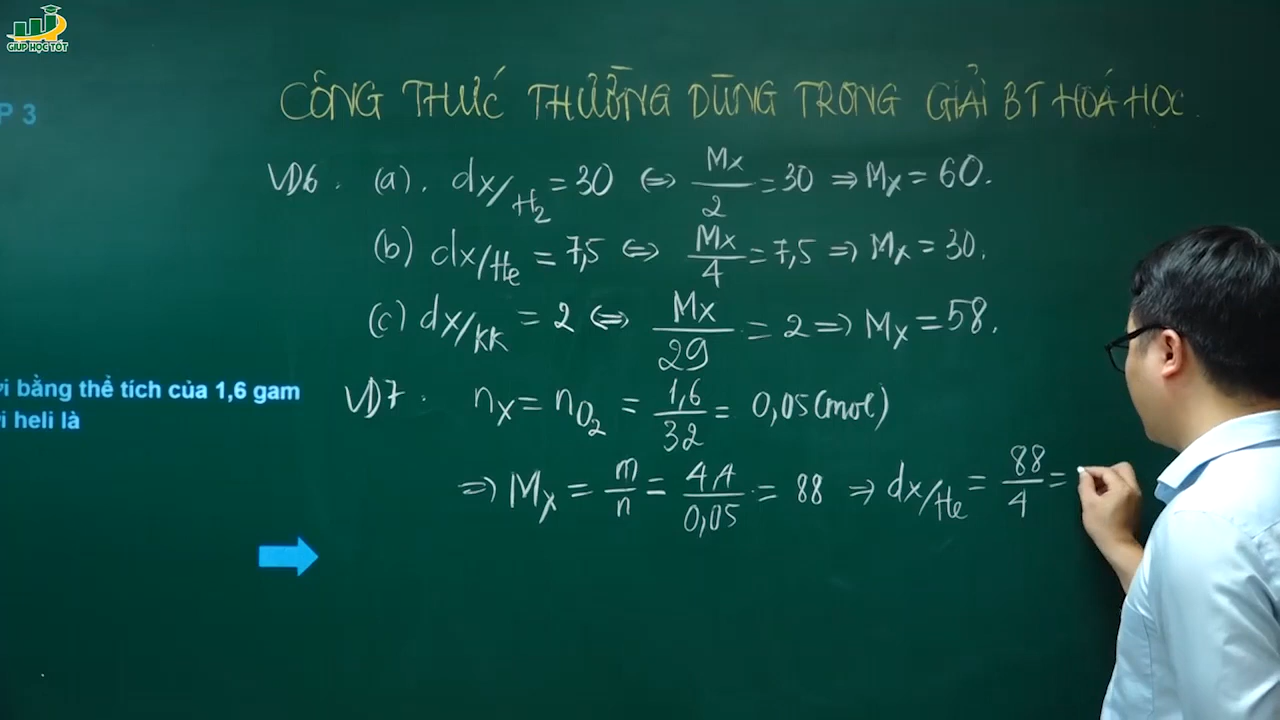 GIÚP HỌC TỐT
P 3
CÔNG THỨC THƯỜNG DÙNG TRONG GIẢI BT HOÁ HỌC
VD6. (a). dx/H₂ = 30 ⇔ Mx/2 = 30 ⇒ Mx = 60.
(b) dx/He = 7,5 ⇔ Mx/4 = 7,5 ⇒ Mx = 30.
(c) dx/KK = 2 ⇔ Mx/29 = 2 ⇒ Mx = 58.
ơi bằng thể tích của 1,6 gam
i heli là
VD7. nx = nO₂ = 1,6/32 = 0,05 (mol)
⇒ Mx = m/n = 4,4/0,05 = 88 ⇒ dx/He = 88/4 =